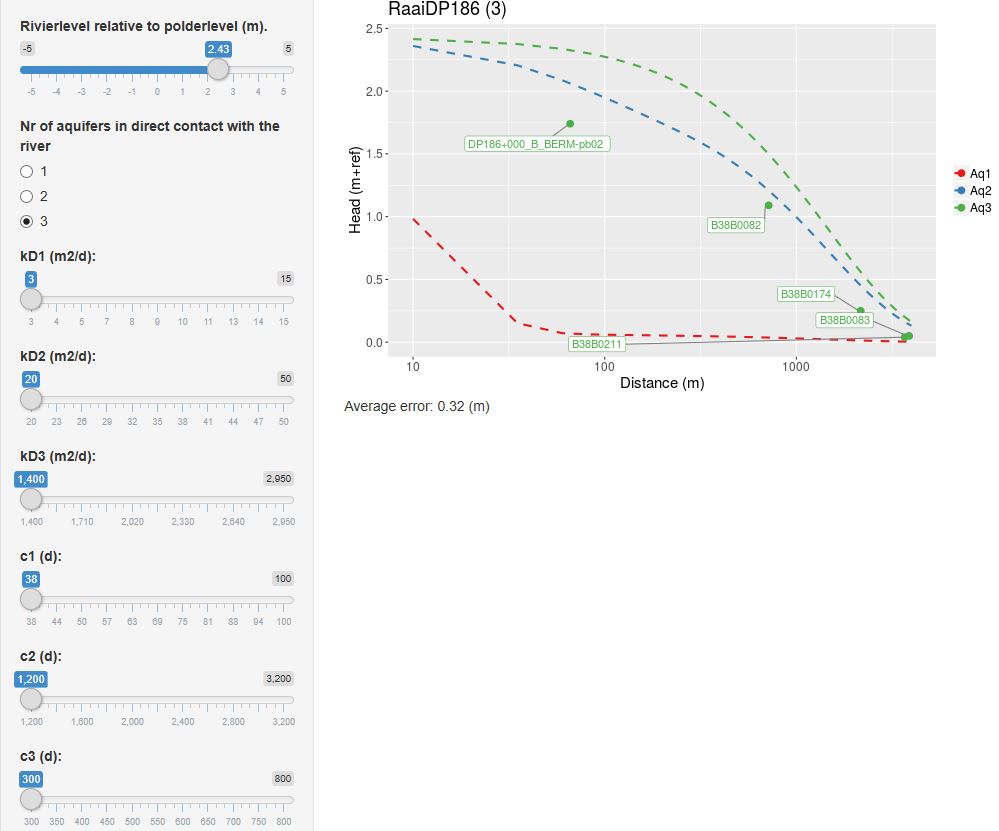 Rivierlevel relative to polderlevel (m).
-5 2.43 5
-5 -4 -3 -2 -1 0 1 2 3 4 5
Nr of aquifers in direct contact with the
river
1
2
3
kD1 (m2/d):
3 15
3 4 5 7 8 9 10 11 13 14 15
kD2 (m2/d):
20 50
20 23 26 29 32 35 38 41 44 47 50
kD3 (m2/d):
1,400 2,950
1,400 1,710 2,020 2,330 2,640 2,950
c1 (d):
38 100
38 44 50 57 63 69 75 81 88 94 100
c2 (d):
1,200 3,200
1,200 1,600 2,000 2,400 2,800 3,200
c3 (d):
300 800
300 350 400 450 500 550 600 650 700 750 800
RaaiDP186 (3)
2.5
2.0
1.5
1.0
0.5
0.0
Head (m+ref)
DP186+000_B_BERM-pb02
B38B0082
B38B0174
B38B0083
B38B0211
10 100 1000
Distance (m)
Aq1
Aq2
Aq3
Average error: 0.32 (m)